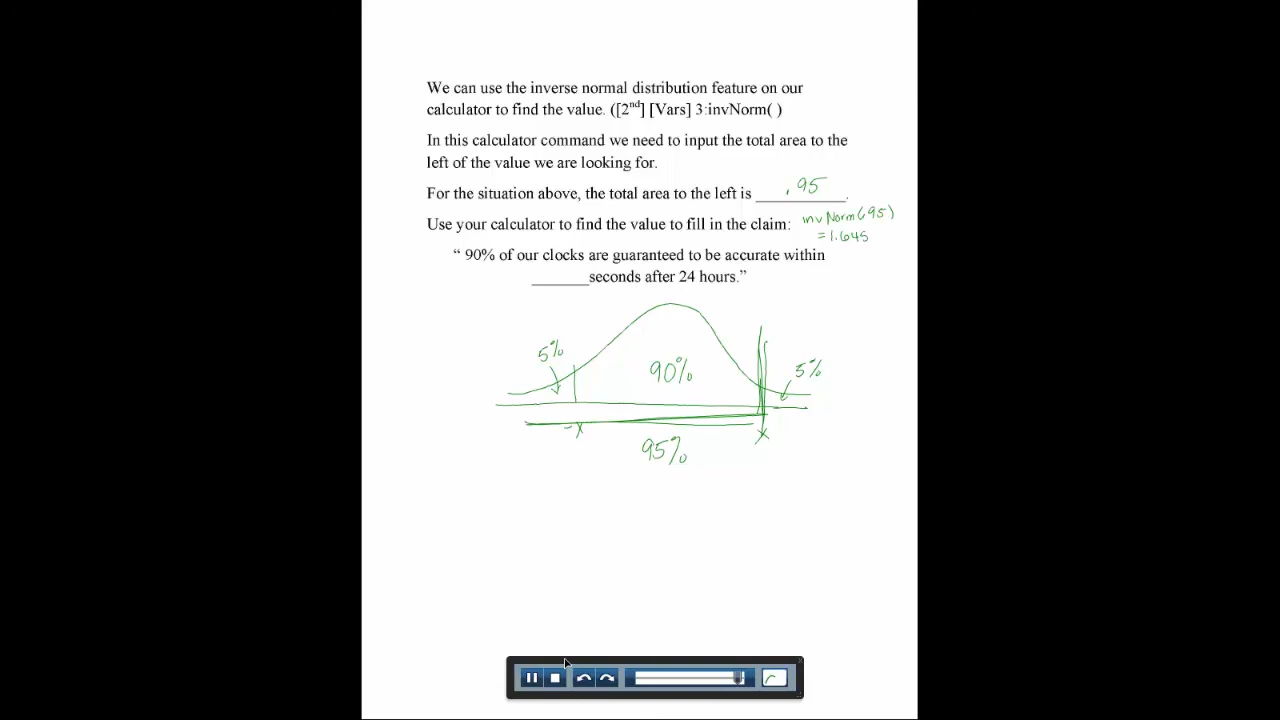 We can use the inverse normal distribution feature on our
calculator to find the value. ([2nd] [Vars] 3:invNorm( )
In this calculator command we need to input the total area to the
left of the value we are looking for.
For the situation above, the total area to the left is .95.
Use your calculator to find the value to fill in the claim: invNorm(.95)
= 1.645
“ 90% of our clocks are guaranteed to be accurate within
________seconds after 24 hours.”
5%
90%
5%
-x
x
95%